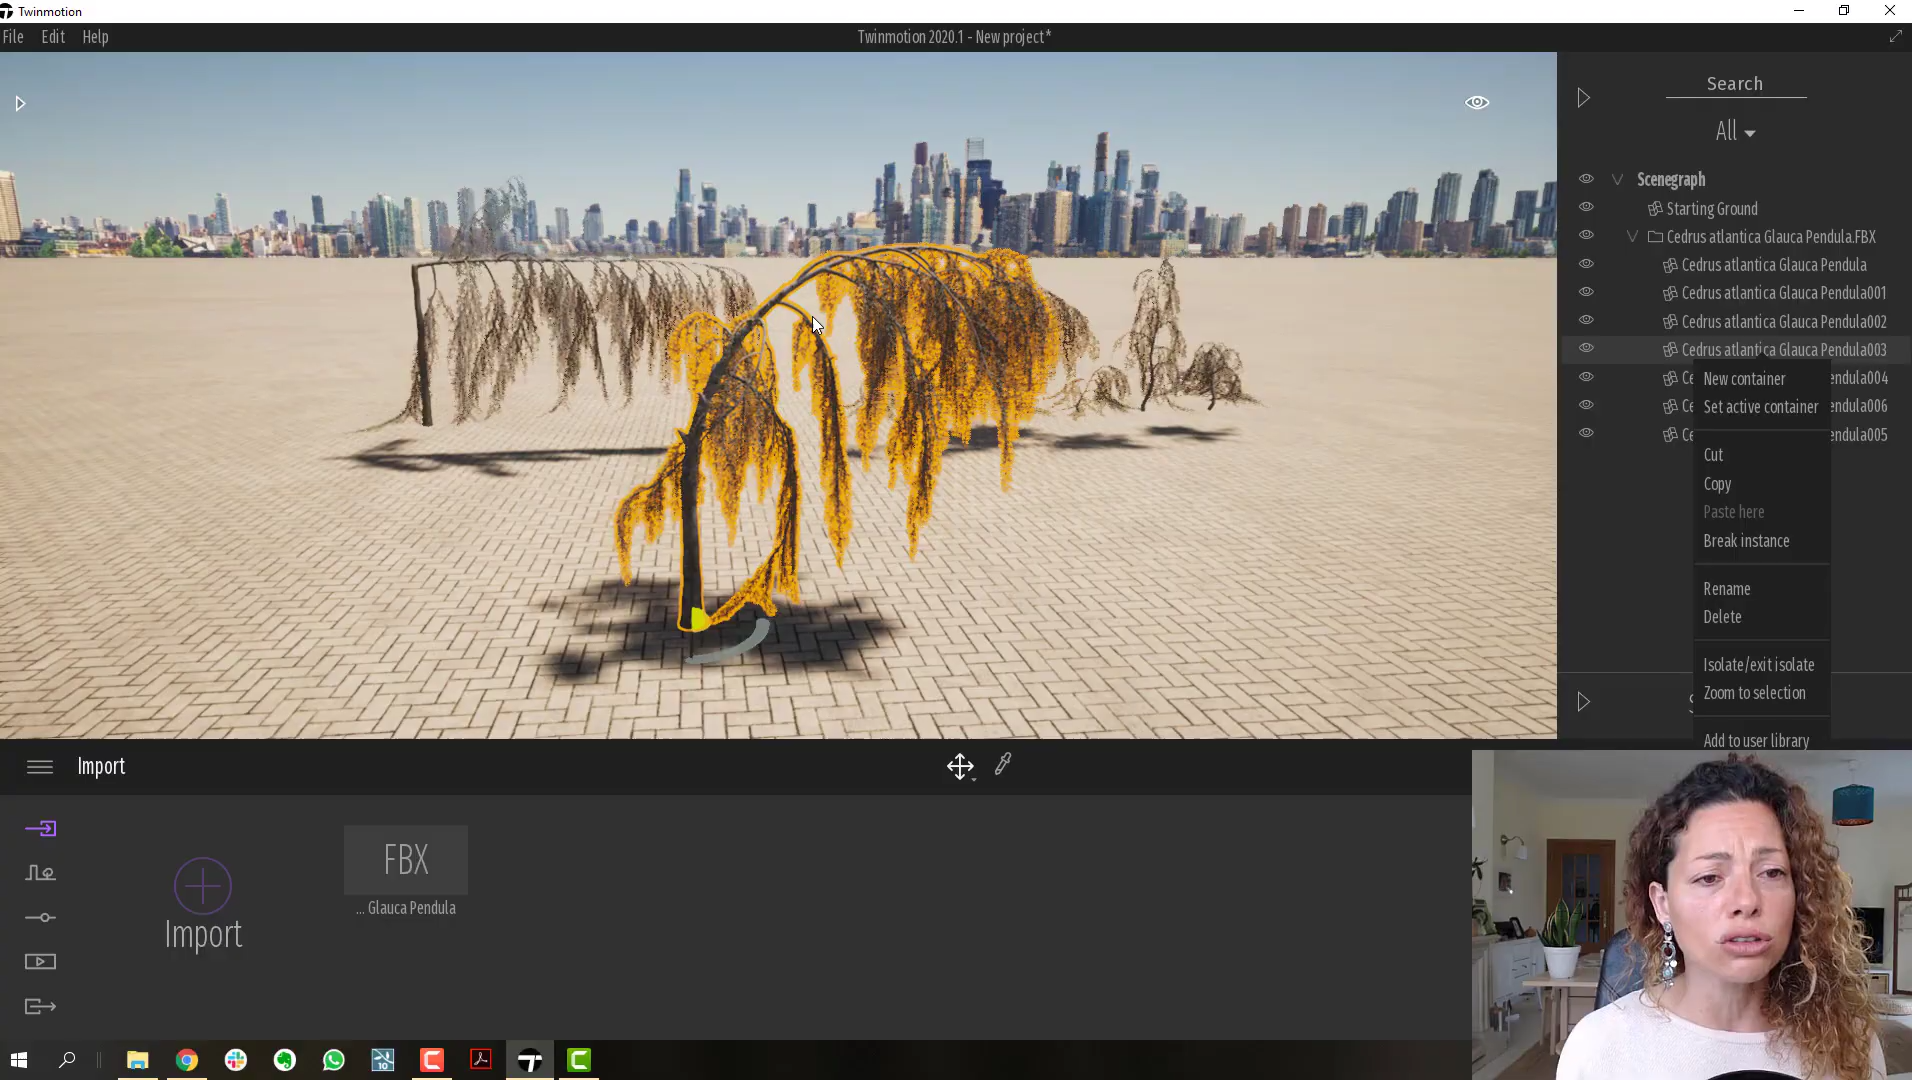 Twinmotion
File Edit Help
Twinmotion 2020.1 - New project*
Search
All
Scenegraph
Starting Ground
Cedrus atlantica Glauca Pendula.FBX
Cedrus atlantica Glauca Pendula
Cedrus atlantica Glauca Pendula001
Cedrus atlantica Glauca Pendula002
Cedrus atlantica Glauca Pendula003
Ce endula004
Ce endula006
Ce endula005
New container
Set active container
Cut
Copy
Paste here
Break instance
Rename
Delete
Isolate/exit isolate
Zoom to selection
S
Add to user library
Import
Import
FBX
... Glauca Pendula
10